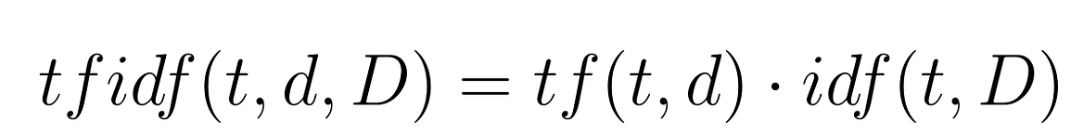 tfidf(t, d, D) = tf(t, d) · idf(t, D)